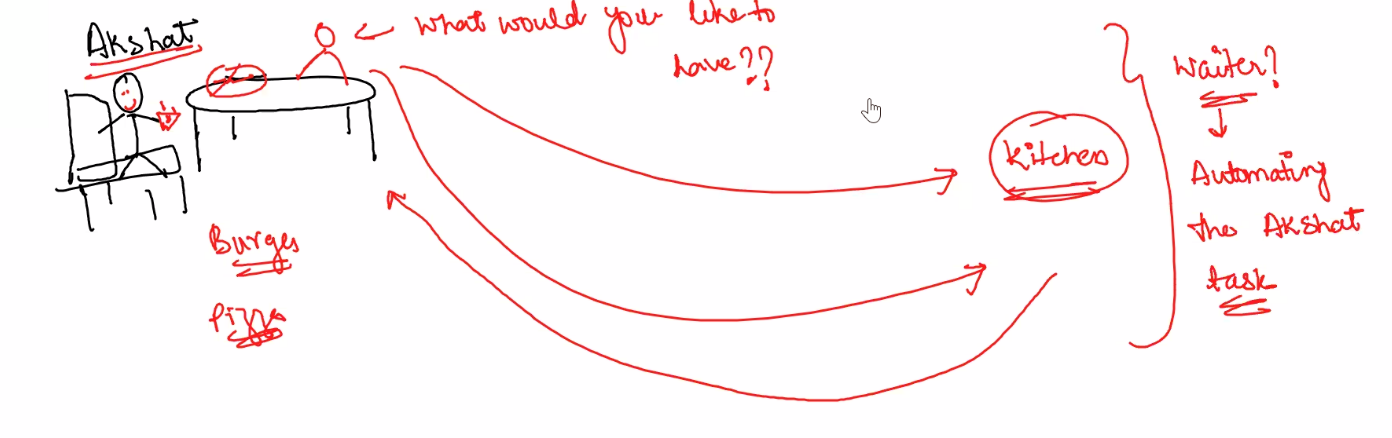 Akshat
What would you like to
have??
Waiter?
Kitchen
Automating
the Akshat
task
Burger
Pizza